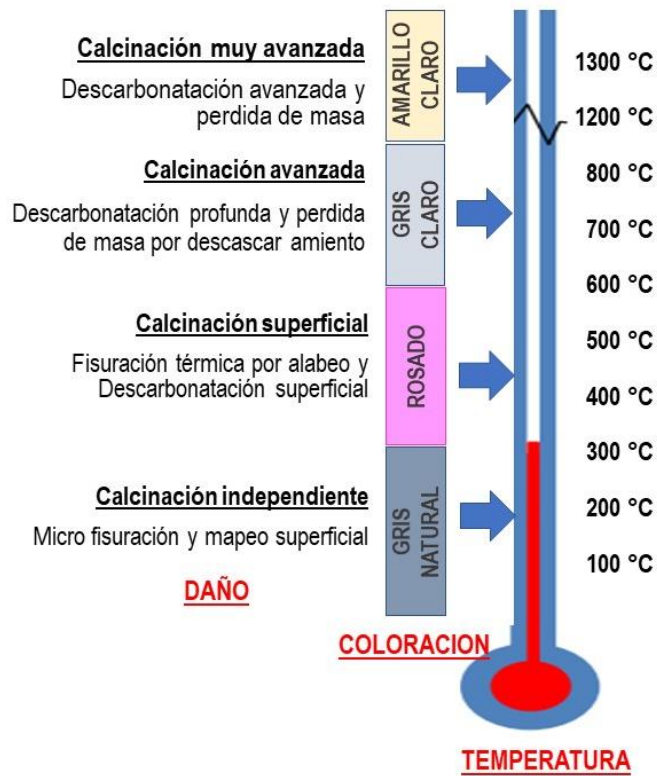 Calcinación muy avanzada
Descarbonatación avanzada y
perdida de masa
Calcinación avanzada
Descarbonatación profunda y perdida
de masa por descascar amiento
Calcinación superficial
Fisuración térmica por alabeo y
Descarbonatación superficial
Calcinación independiente
Micro fisuración y mapeo superficial
DAÑO
AMARILLO
CLARO
GRIS
CLARO
ROSADO
GRIS
NATURAL
COLORACION
1300 °C
1200 °C
800 °C
700 °C
600 °C
500 °C
400 °C
300 °C
200 °C
100 °C
TEMPERATURA